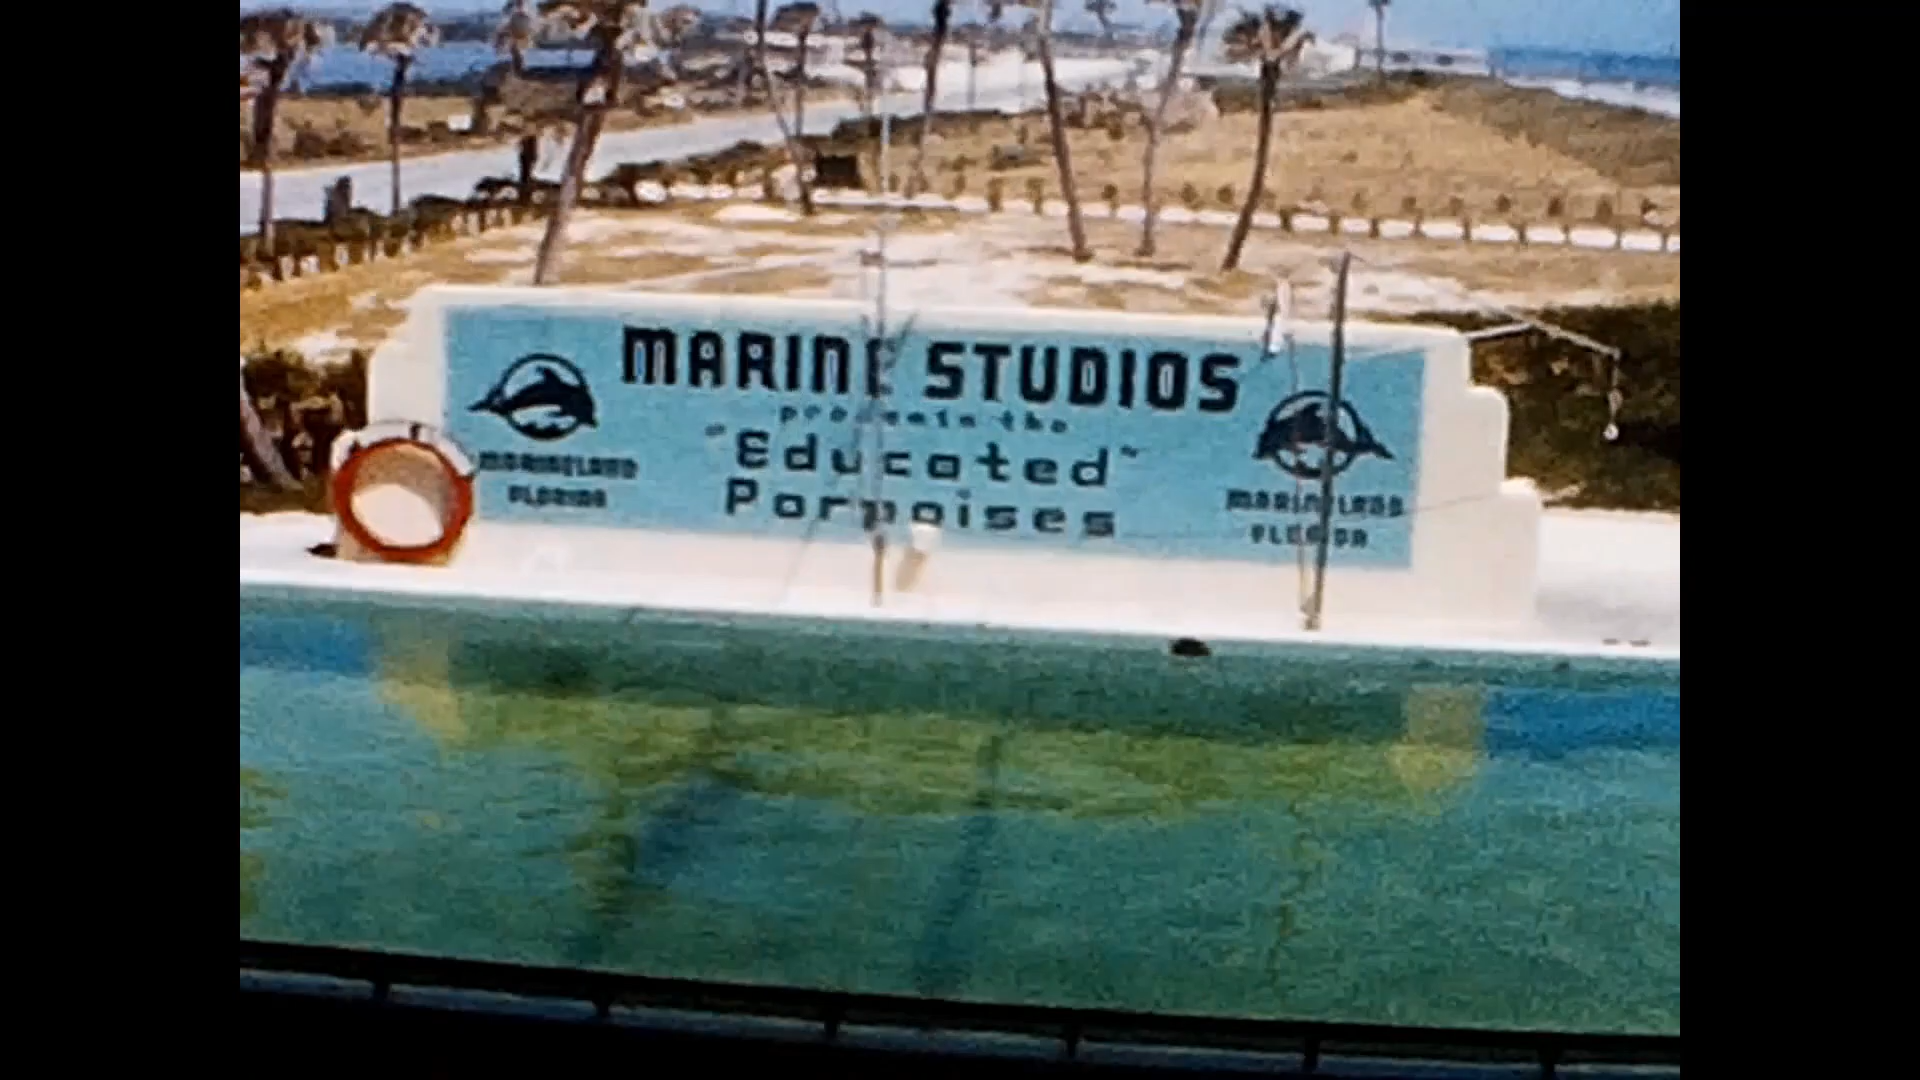 MARINE STUDIOS
presents the
"Educated"
Porpoises
MARINELAND
FLORIDA
MARINELAND
FLORIDA